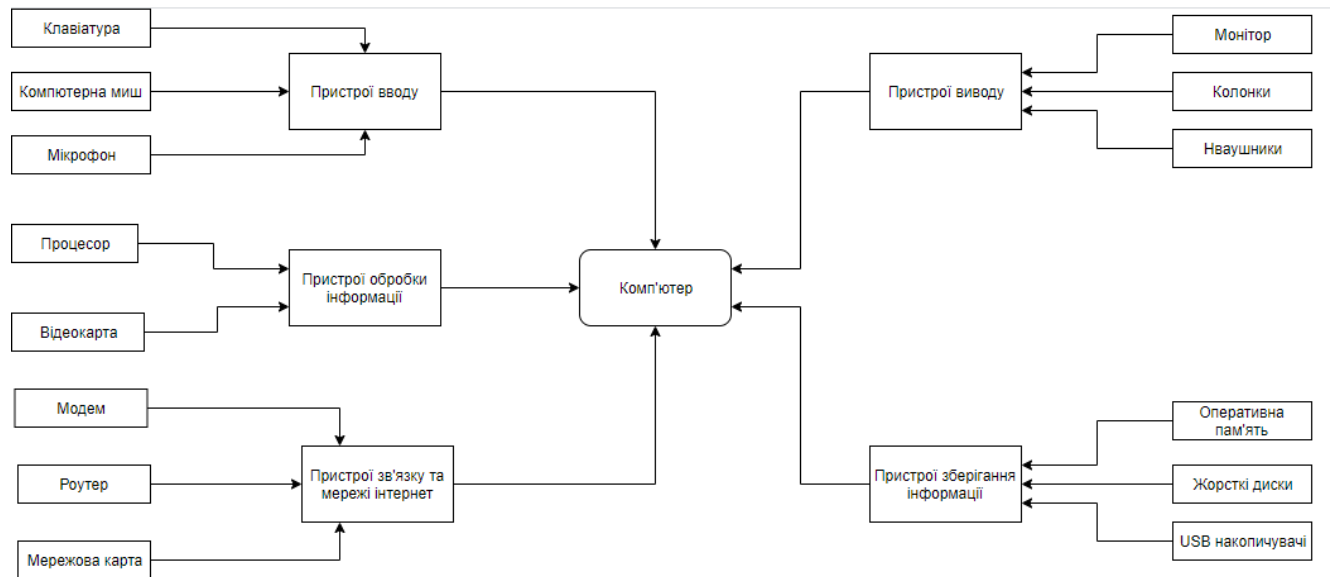 Клавіатура
Компютерна миш
Мікрофон
Пристрої вводу
Процесор
Відеокарта
Пристрої обробки
інформації
Модем
Роутер
Мережова карта
Пристрої зв'язку та
мережі інтернет
Комп'ютер
Пристрої виводу
Монітор
Колонки
Нваушники
Пристрої зберігання
інформації
Оперативна
пам'ять
Жорсткі диски
USB накопичувачі